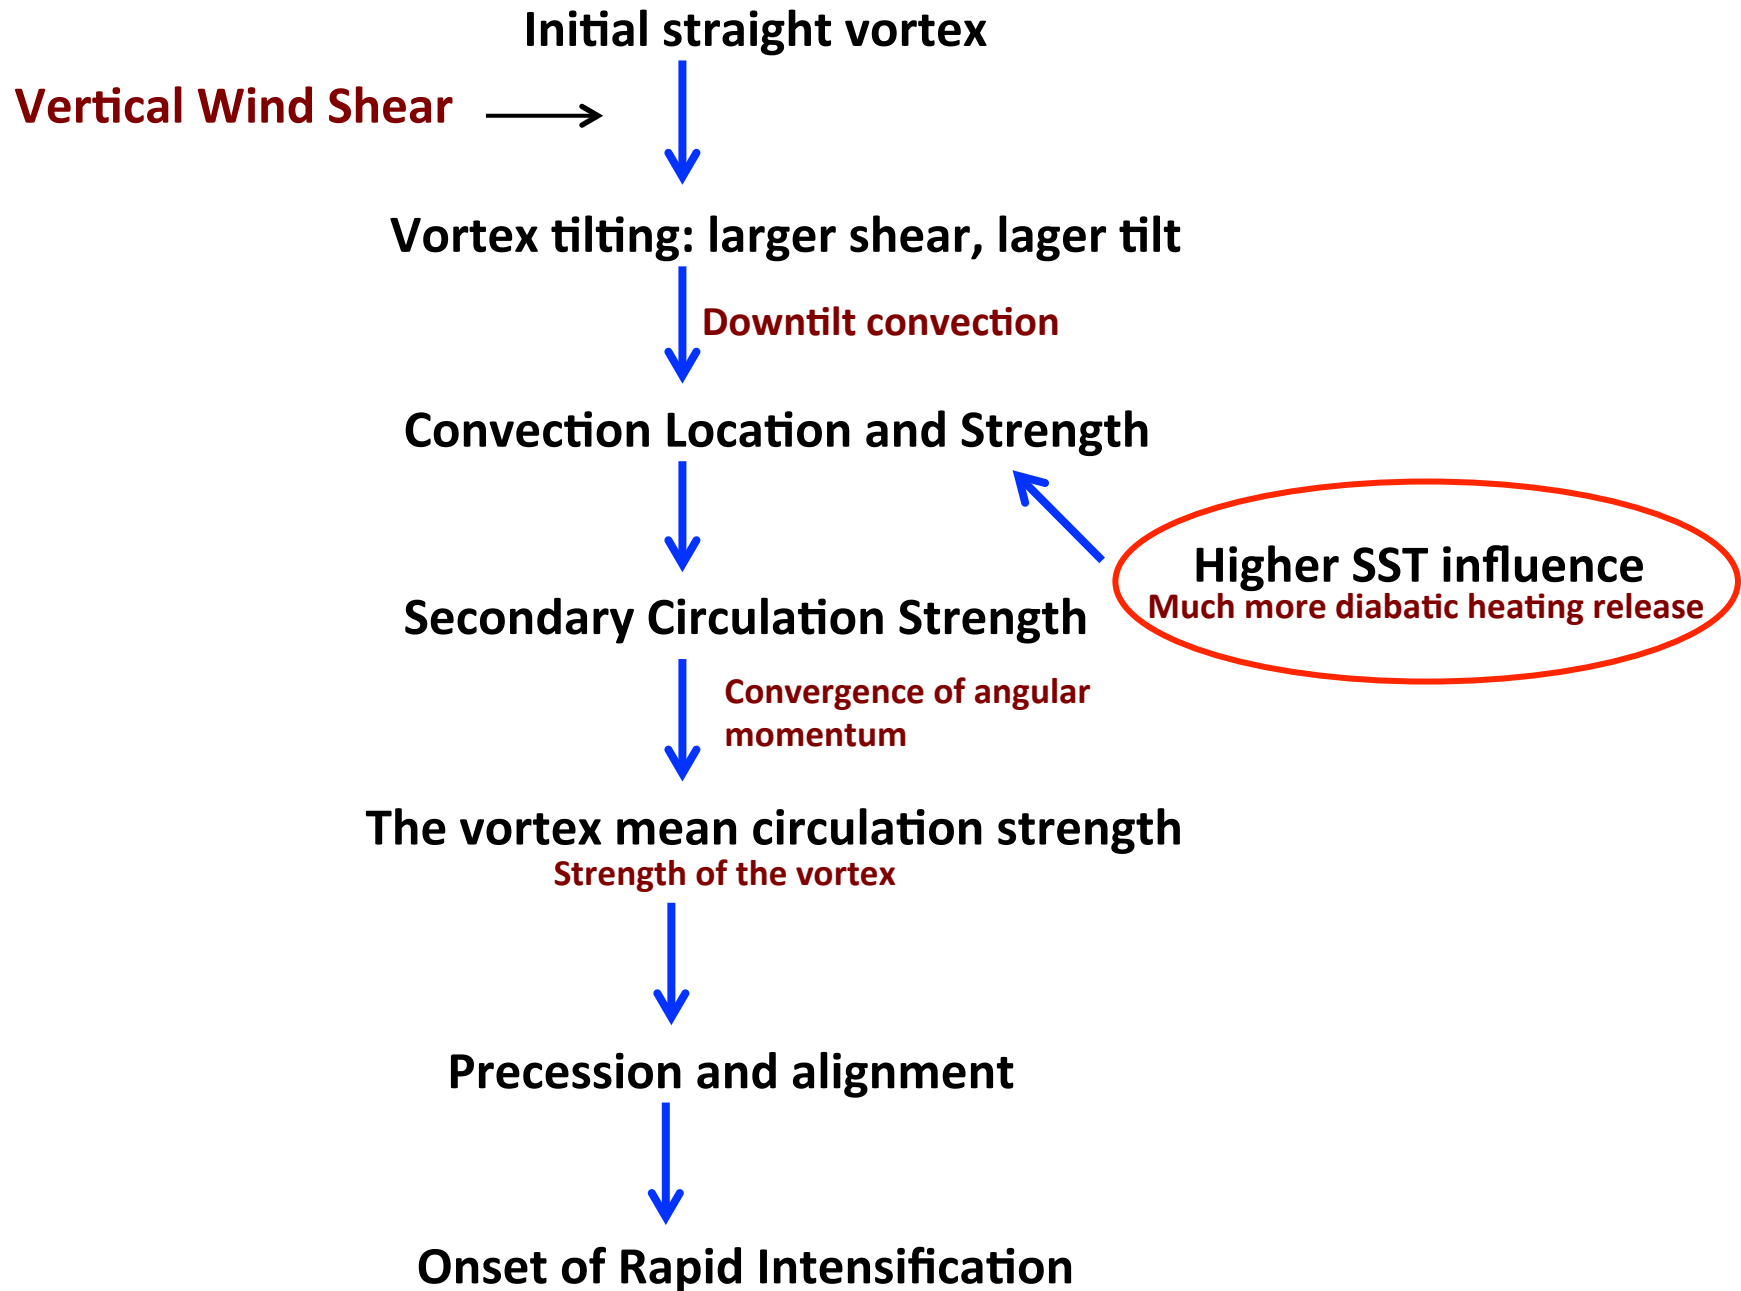 Initial straight vortex
Vertical Wind Shear
Vortex tilting: larger shear, lager tilt
Downtilt convection
Convection Location and Strength
Higher SST influence
Much more diabatic heating release
Secondary Circulation Strength
Convergence of angular
momentum
The vortex mean circulation strength
Strength of the vortex
Precession and alignment
Onset of Rapid Intensification